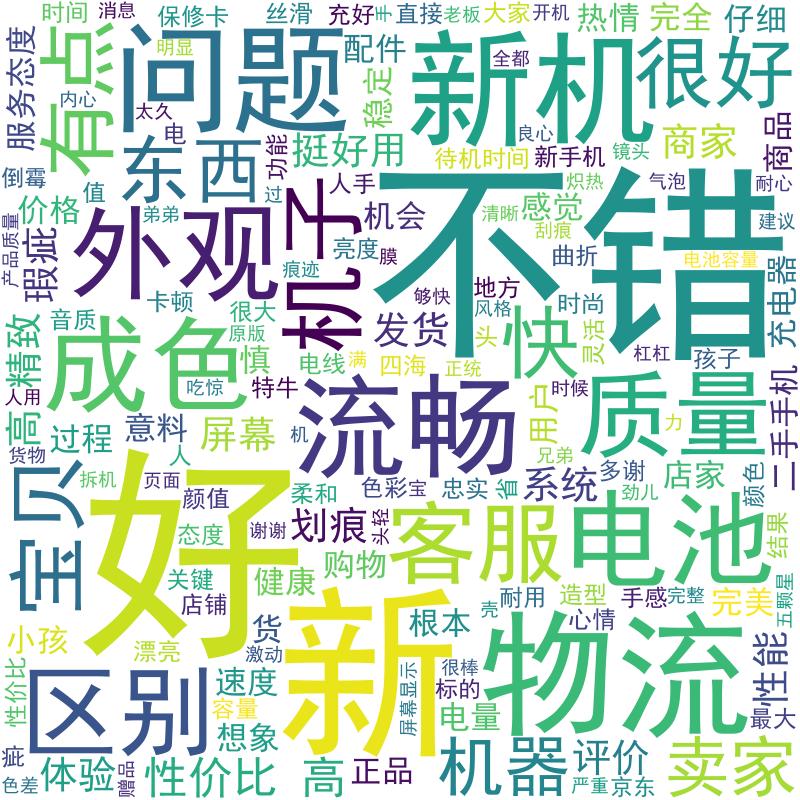 时间
消息
保修卡
丝滑
充好
手
直接
老板
大家
开机
热情
完全
仔细
服务态度
有点
问题
明显
配件
稳定
新机
全都
很好
内心
太久
电
东西
功能
挺好用
良心
待机时间
新手机
镜头
商家
商品
倒霉
值
价格
弟弟
过
人手
机会
不错
清晰
感觉
炽热
气泡
耐心
刮痕
建议
产品质量
瑕疵
外观
机子
亮度
膜
痕迹
曲折
电池容量
充电器
卡顿
很大
原版
音质
够快
风格
地方
时尚
灵活
发货
头
快
杠杠
孩子
精致
高
成色
慎
电线
满
四海
正统
吃惊
特牛
人用
流畅
时候
力
质量
二手手机
过程
意料
屏幕
用户
兄弟
货物
人
机
宝贝
拆机
页面
颜值
柔和
色彩
宝
忠实
省
系统
多谢
劲儿
店家
颜色
结果
好
态度
谢谢
划痕
头轻
客服
电池
五颗星
关键
健康
购物
店铺
货
新
根本
壳
耐用
造型
心情
手感
完整
完美
小孩
漂亮
激动
物流
性价比
区别
速度
容量
想象
屏幕显示
很棒
标的
电量
性能
最大
疵
色差
体验
赠品
性价比
高
正品
机器
评价
严重
京东
卖家